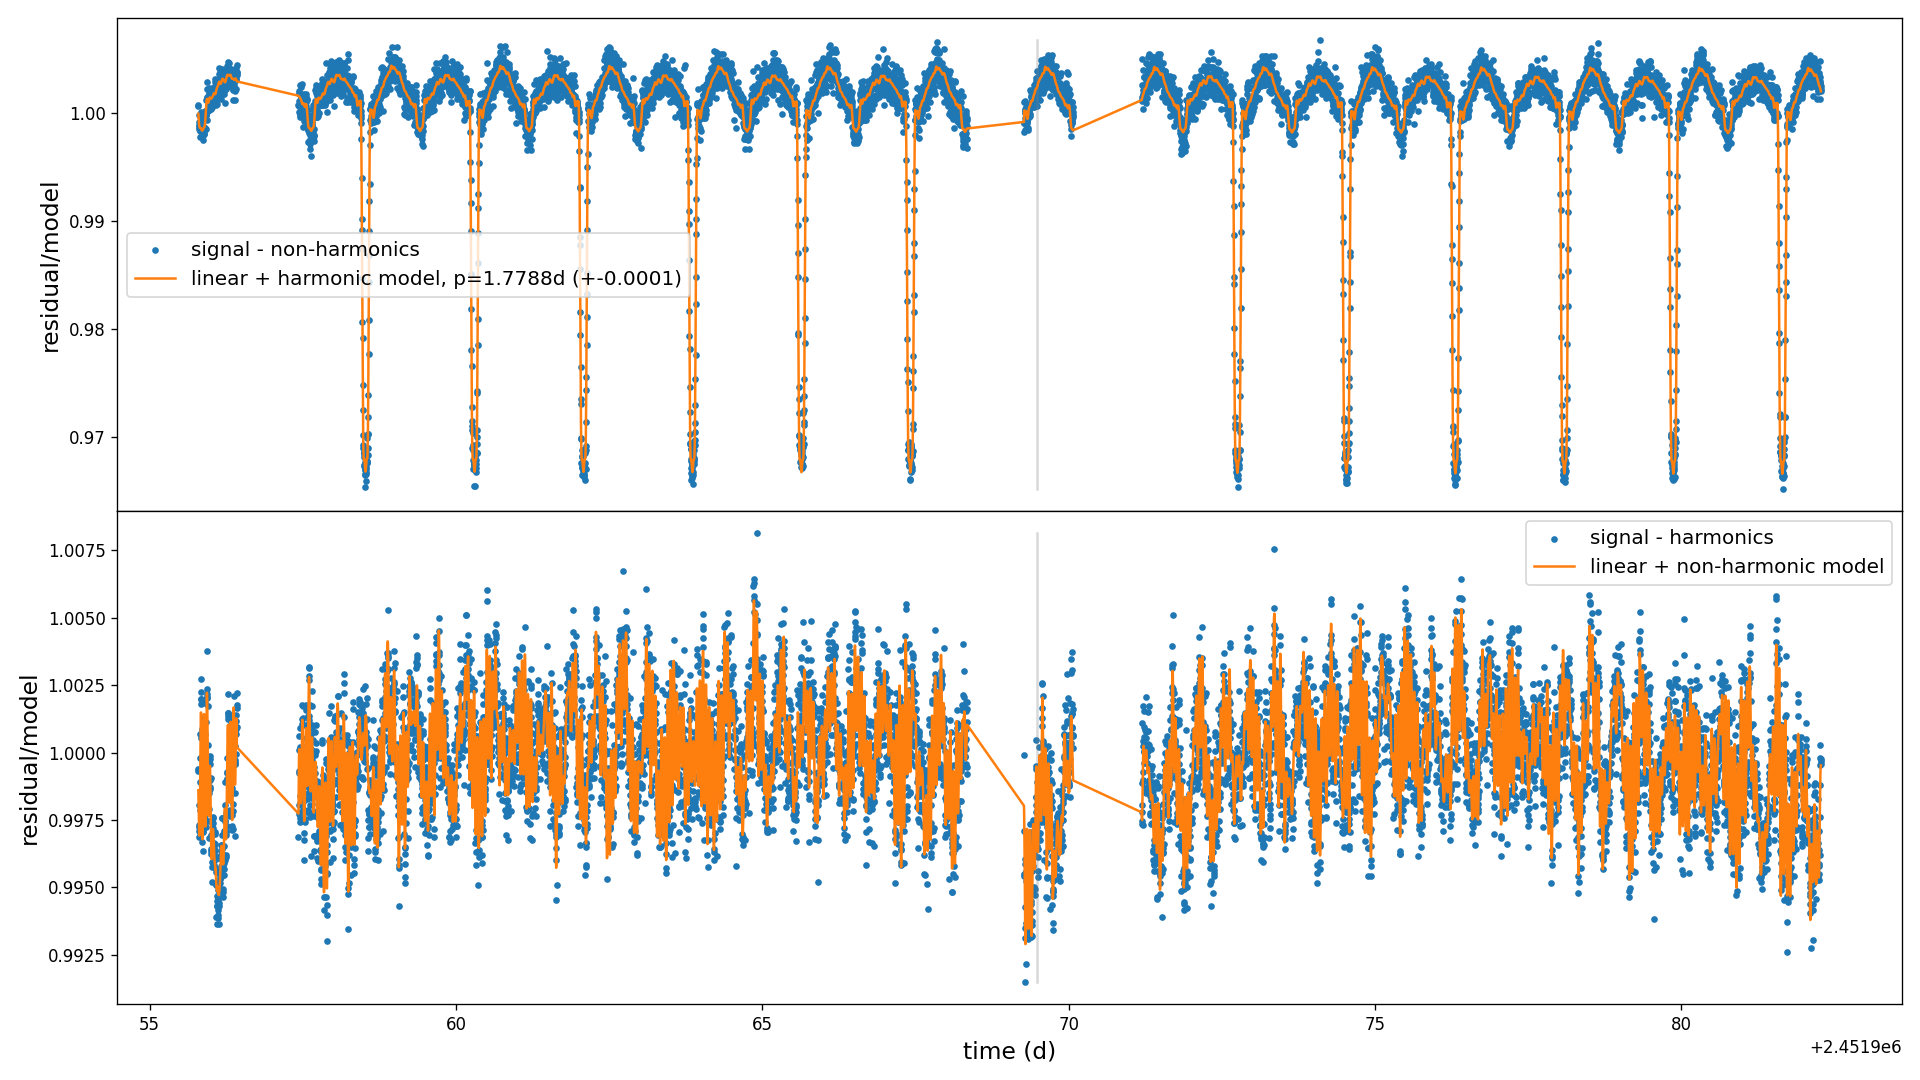 1.00
0.99
0.98
0.97
residual/model
signal - non-harmonics
linear + harmonic model, p=1.7788d (+-0.0001)
1.0075
1.0050
1.0025
1.0000
0.9975
0.9950
0.9925
residual/model
signal - harmonics
linear + non-harmonic model
55 60 65 70 75 80
time (d)
+2.4519e6